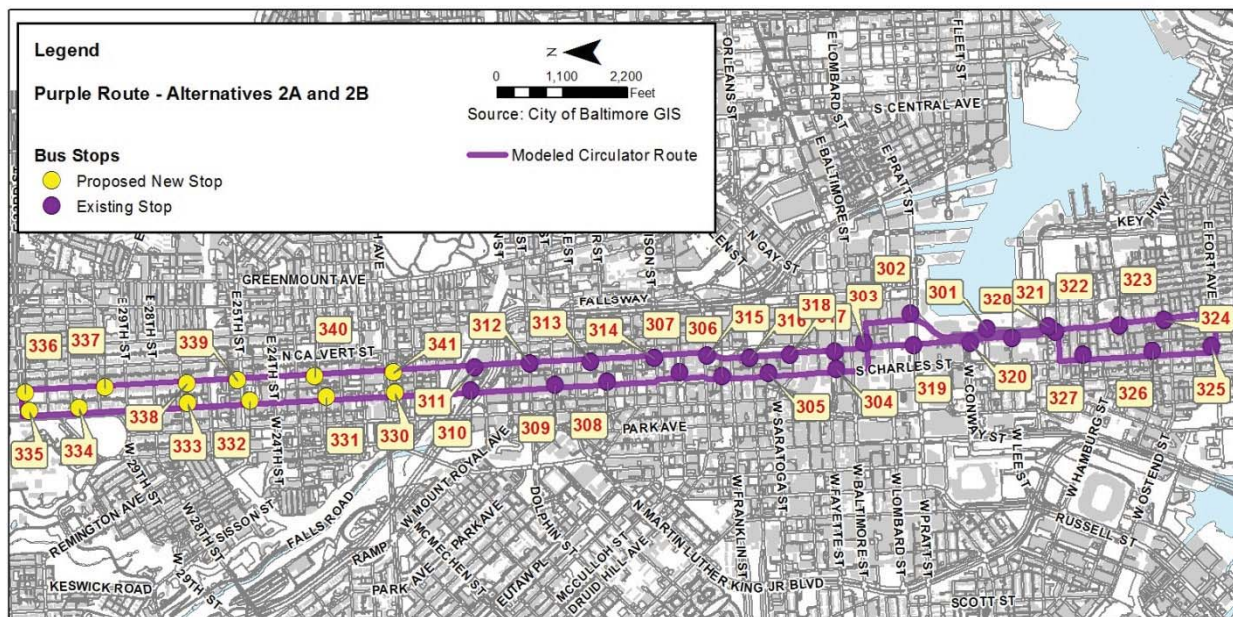 Legend
N
0 1,100 2,200
Feet
Purple Route - Alternatives 2A and 2B
Source: City of Baltimore GIS
Bus Stops
Modeled Circulator Route
Proposed New Stop
Existing Stop
ORLEANS ST
E LOMBARD ST
FLEET ST
S CENTRAL AVE
E BALTIMORE ST
E PRATT ST
KEY HWY
E FORT AVE
N GAY ST
GREENMOUNT AVE
FALLSWAY
E 29TH ST
E 28TH ST
E 25TH ST
E 24TH ST
N CALVERT ST
S CHARLES ST
336
337
339
340
341
312
313
314
307
306
315
318
303
302
301
320
321
322
323
324
335
334
338
333
332
331
330
311
310
309
308
305
304
319
320
327
326
325
W 29TH ST
W 28TH ST
W 24TH ST
SISSON ST
REMINGTON AVE
KESWICK ROAD
W 29TH ST
FALLS ROAD
RAMP
PARK AVE
W MOUNT ROYAL AVE
MCMECHEN ST
PARK AVE
EUTAW PL
DOLPHIN ST
MCCULLOH ST
DRUID HILL AVE
PARK AVE
N MARTIN LUTHER KING JR BLVD
W FRANKLIN ST
W SARATOGA ST
W FAYETTE ST
W BALTIMORE ST
W LOMBARD ST
W PRATT ST
W CONWAY ST
W LEE ST
W HAMBURG ST
W OSTEND ST
RUSSELL ST
SCOTT ST